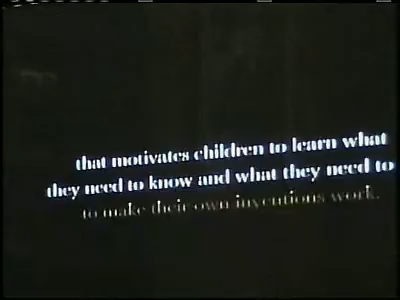 that motivates children to learn what
they need to know and what they need to
to make their own inventions work.